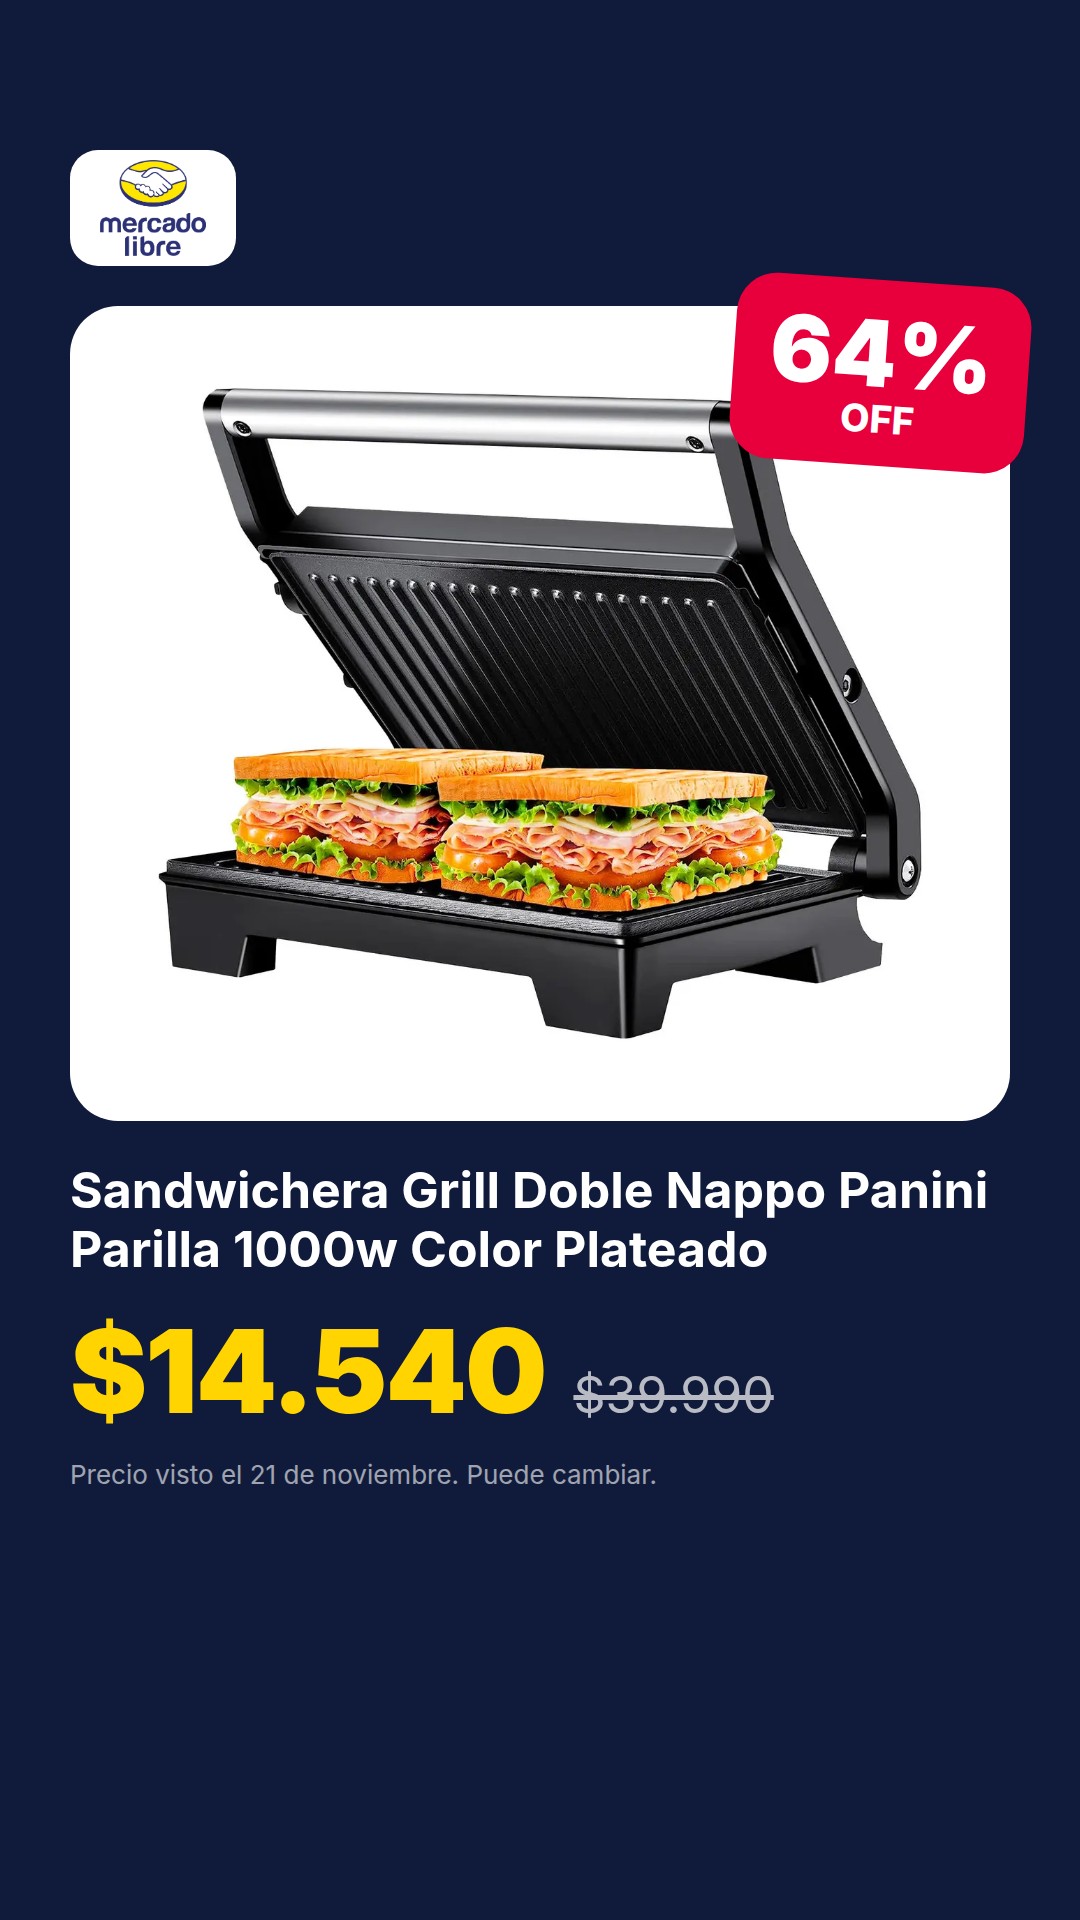 mercado
libre
64%
OFF
Sandwichera Grill Doble Nappo Panini
Parilla 1000w Color Plateado
$14.540 $39.990
Precio visto el 21 de noviembre. Puede cambiar.